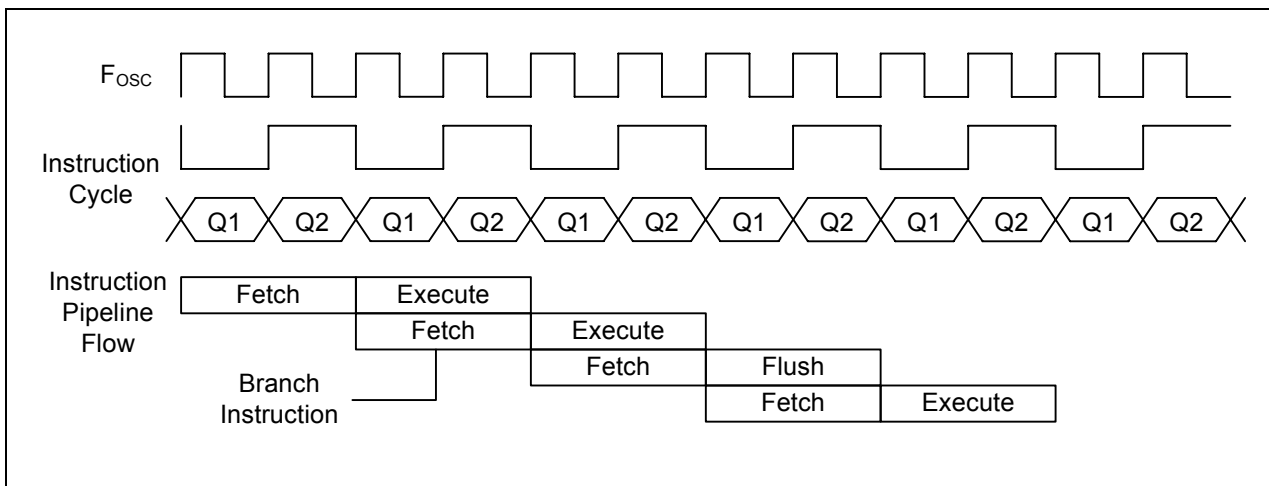 FOSC
Instruction
Cycle
Q1 Q2 Q1 Q2 Q1 Q2 Q1 Q2 Q1 Q2 Q1 Q2
Instruction
Pipeline
Flow
Fetch Execute
Fetch Execute
Fetch Flush
Fetch Execute
Branch
Instruction